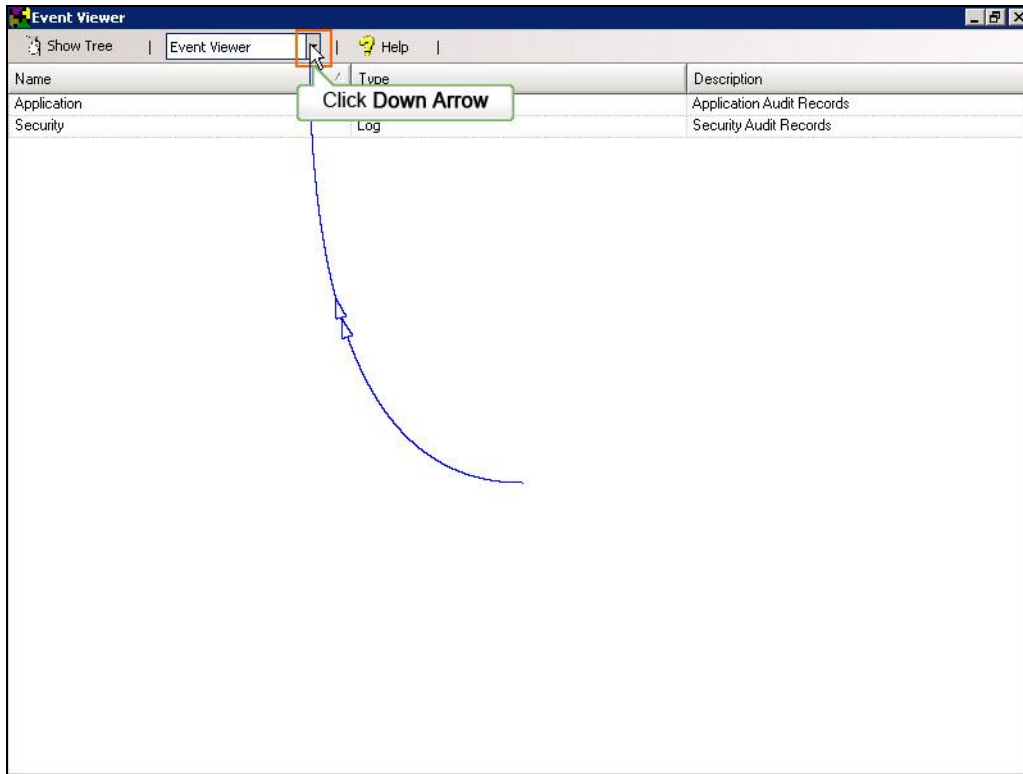 Event Viewer
Show Tree | Event Viewer | Help |
Name Type Description
Click Down Arrow
Application Application Audit Records
Security Log Security Audit Records